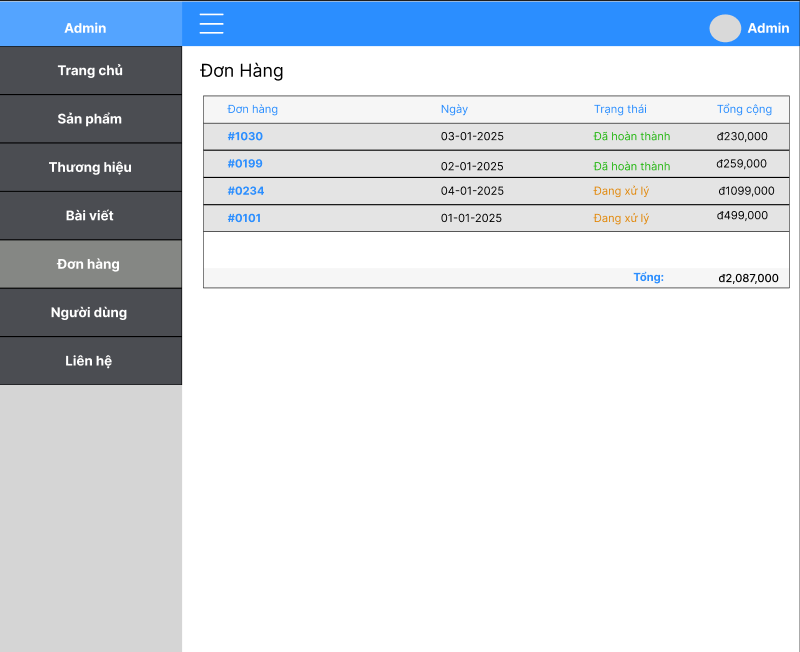 Admin
Admin
Trang chủ
Sản phẩm
Thương hiệu
Bài viết
Đơn hàng
Người dùng
Liên hệ
Đơn Hàng
Đơn hàng Ngày Trạng thái Tổng cộng
#1030 03-01-2025 Đã hoàn thành đ230,000
#0199 02-01-2025 Đã hoàn thành đ259,000
#0234 04-01-2025 Đang xử lý đ1099,000
#0101 01-01-2025 Đang xử lý đ499,000
Tổng: đ2,087,000